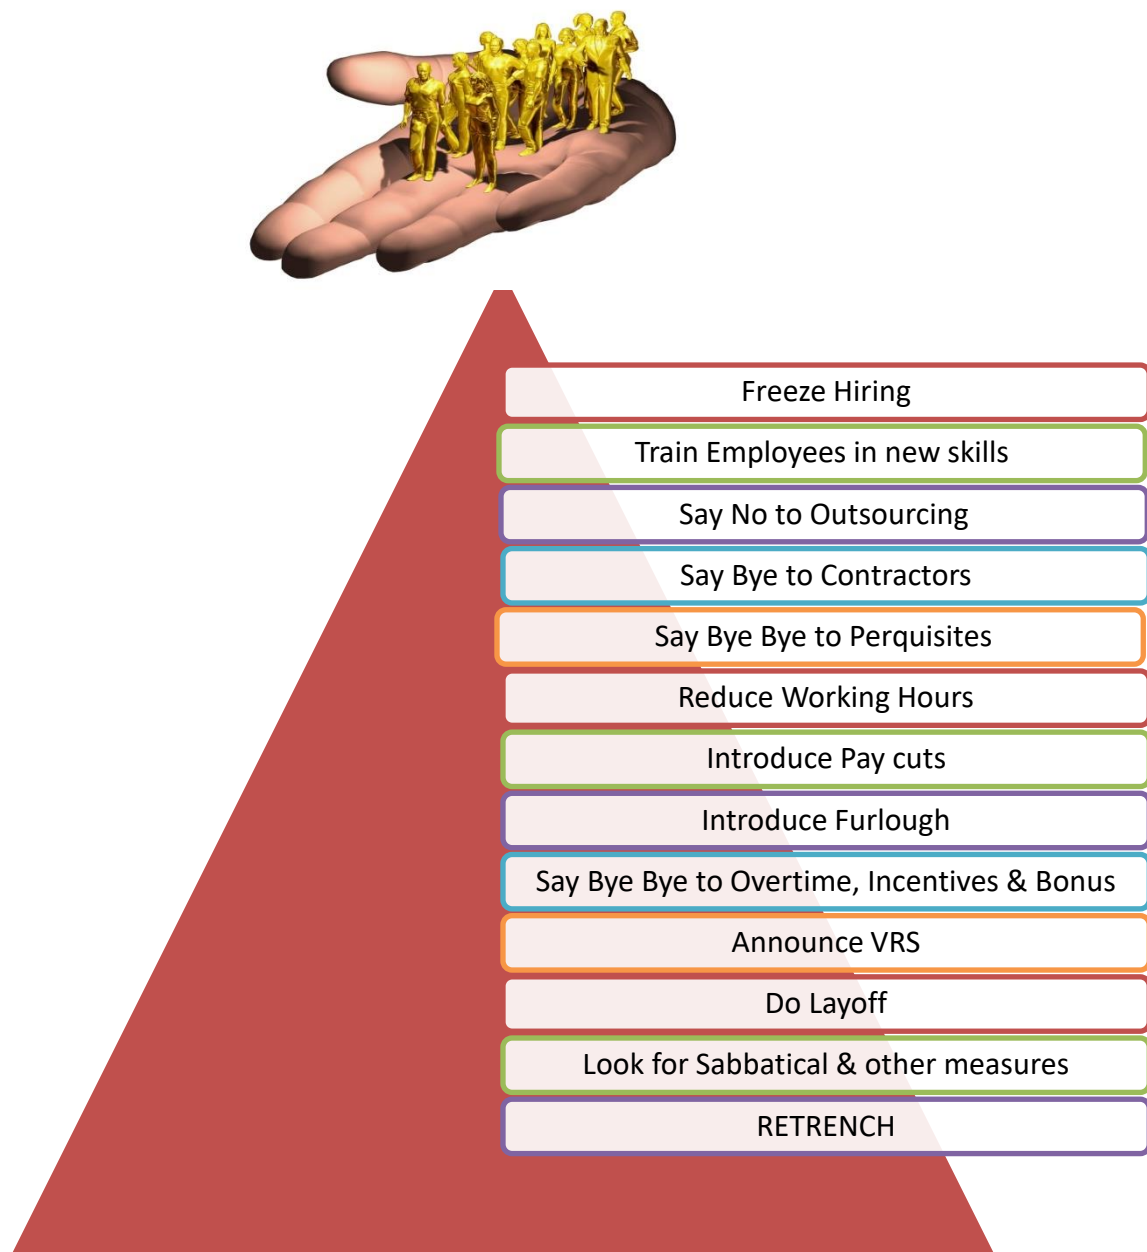 Freeze Hiring
Train Employees in new skills
Say No to Outsourcing
Say Bye to Contractors
Say Bye Bye to Perquisites
Reduce Working Hours
Introduce Pay cuts
Introduce Furlough
Say Bye Bye to Overtime, Incentives & Bonus
Announce VRS
Do Layoff
Look for Sabbatical & other measures
RETRENCH